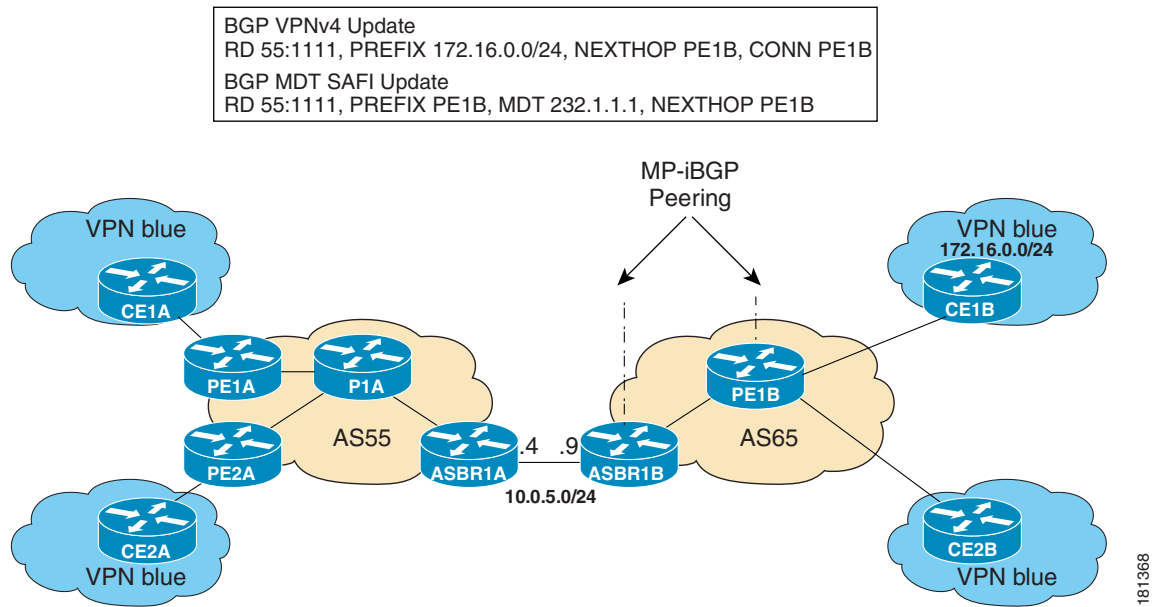 BGP VPNv4 Update
RD 55:1111, PREFIX 172.16.0.0/24, NEXTHOP PE1B, CONN PE1B
BGP MDT SAFI Update
RD 55:1111, PREFIX PE1B, MDT 232.1.1.1, NEXTHOP PE1B
MP-iBGP
Peering
VPN blue
CE1A
VPN blue
172.16.0.0/24
CE1B
PE1A
P1A
PE1B
AS55
AS65
PE2A
ASBR1A
.4
.9
ASBR1B
10.0.5.0/24
CE2A
VPN blue
CE2B
VPN blue
181368